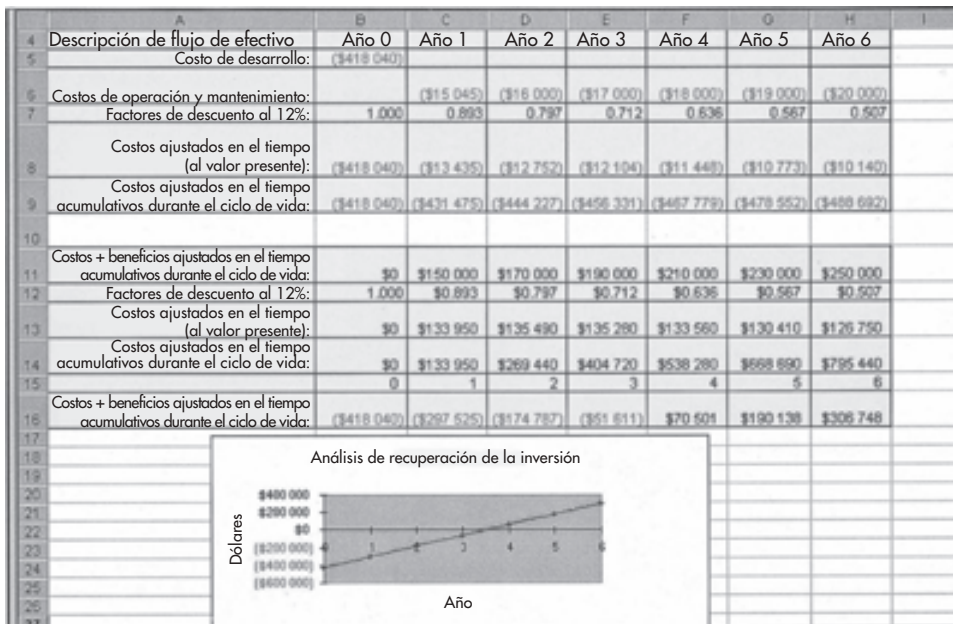 A B C D E F G H I
4 Descripción de flujo de efectivo Año 0 Año 1 Año 2 Año 3 Año 4 Año 5 Año 6
5 Costo de desarrollo: ($418 040)
6 Costos de operación y mantenimiento: ($15 045) ($16 000) ($17 000) ($18 000) ($19 000) ($20 000)
7 Factores de descuento al 12%: 1.000 0.893 0.797 0.712 0.636 0.567 0.507
Costos ajustados en el tiempo
8 (al valor presente): ($418 040) ($13 435) ($12 752) ($12 104) ($11 448) ($10 773) ($10 140)
Costos ajustados en el tiempo
9 acumulativos durante el ciclo de vida: ($418 040) ($431 475) ($444 227) ($456 331) ($467 779) ($478 552) ($488 692)
10
Costos + beneficios ajustados en el tiempo
11 acumulativos durante el ciclo de vida: $0 $150 000 $170 000 $190 000 $210 000 $230 000 $250 000
12 Factores de descuento al 12%: 1.000 $0.893 $0.797 $0.712 $0.636 $0.567 $0.507
Costos ajustados en el tiempo
13 (al valor presente): $0 $133 950 $135 490 $135 280 $133 560 $130 410 $126 750
Costos ajustados en el tiempo
14 acumulativos durante el ciclo de vida: $0 $133 950 $269 440 $404 720 $538 280 $668 690 $795 440
15 0 1 2 3 4 5 6
Costos + beneficios ajustados en el tiempo
16 acumulativos durante el ciclo de vida: ($418 040) ($297 525) ($174 787) ($51 611) $70 501 $190 138 $306 748
17
18 Análisis de recuperación de la inversión
19
20 $400 000
21 $200 000
22 $0
23 ($200 000) 0 1 2 3 4 5 6
24 ($400 000)
25 ($600 000)
Dólares
26 Año
27